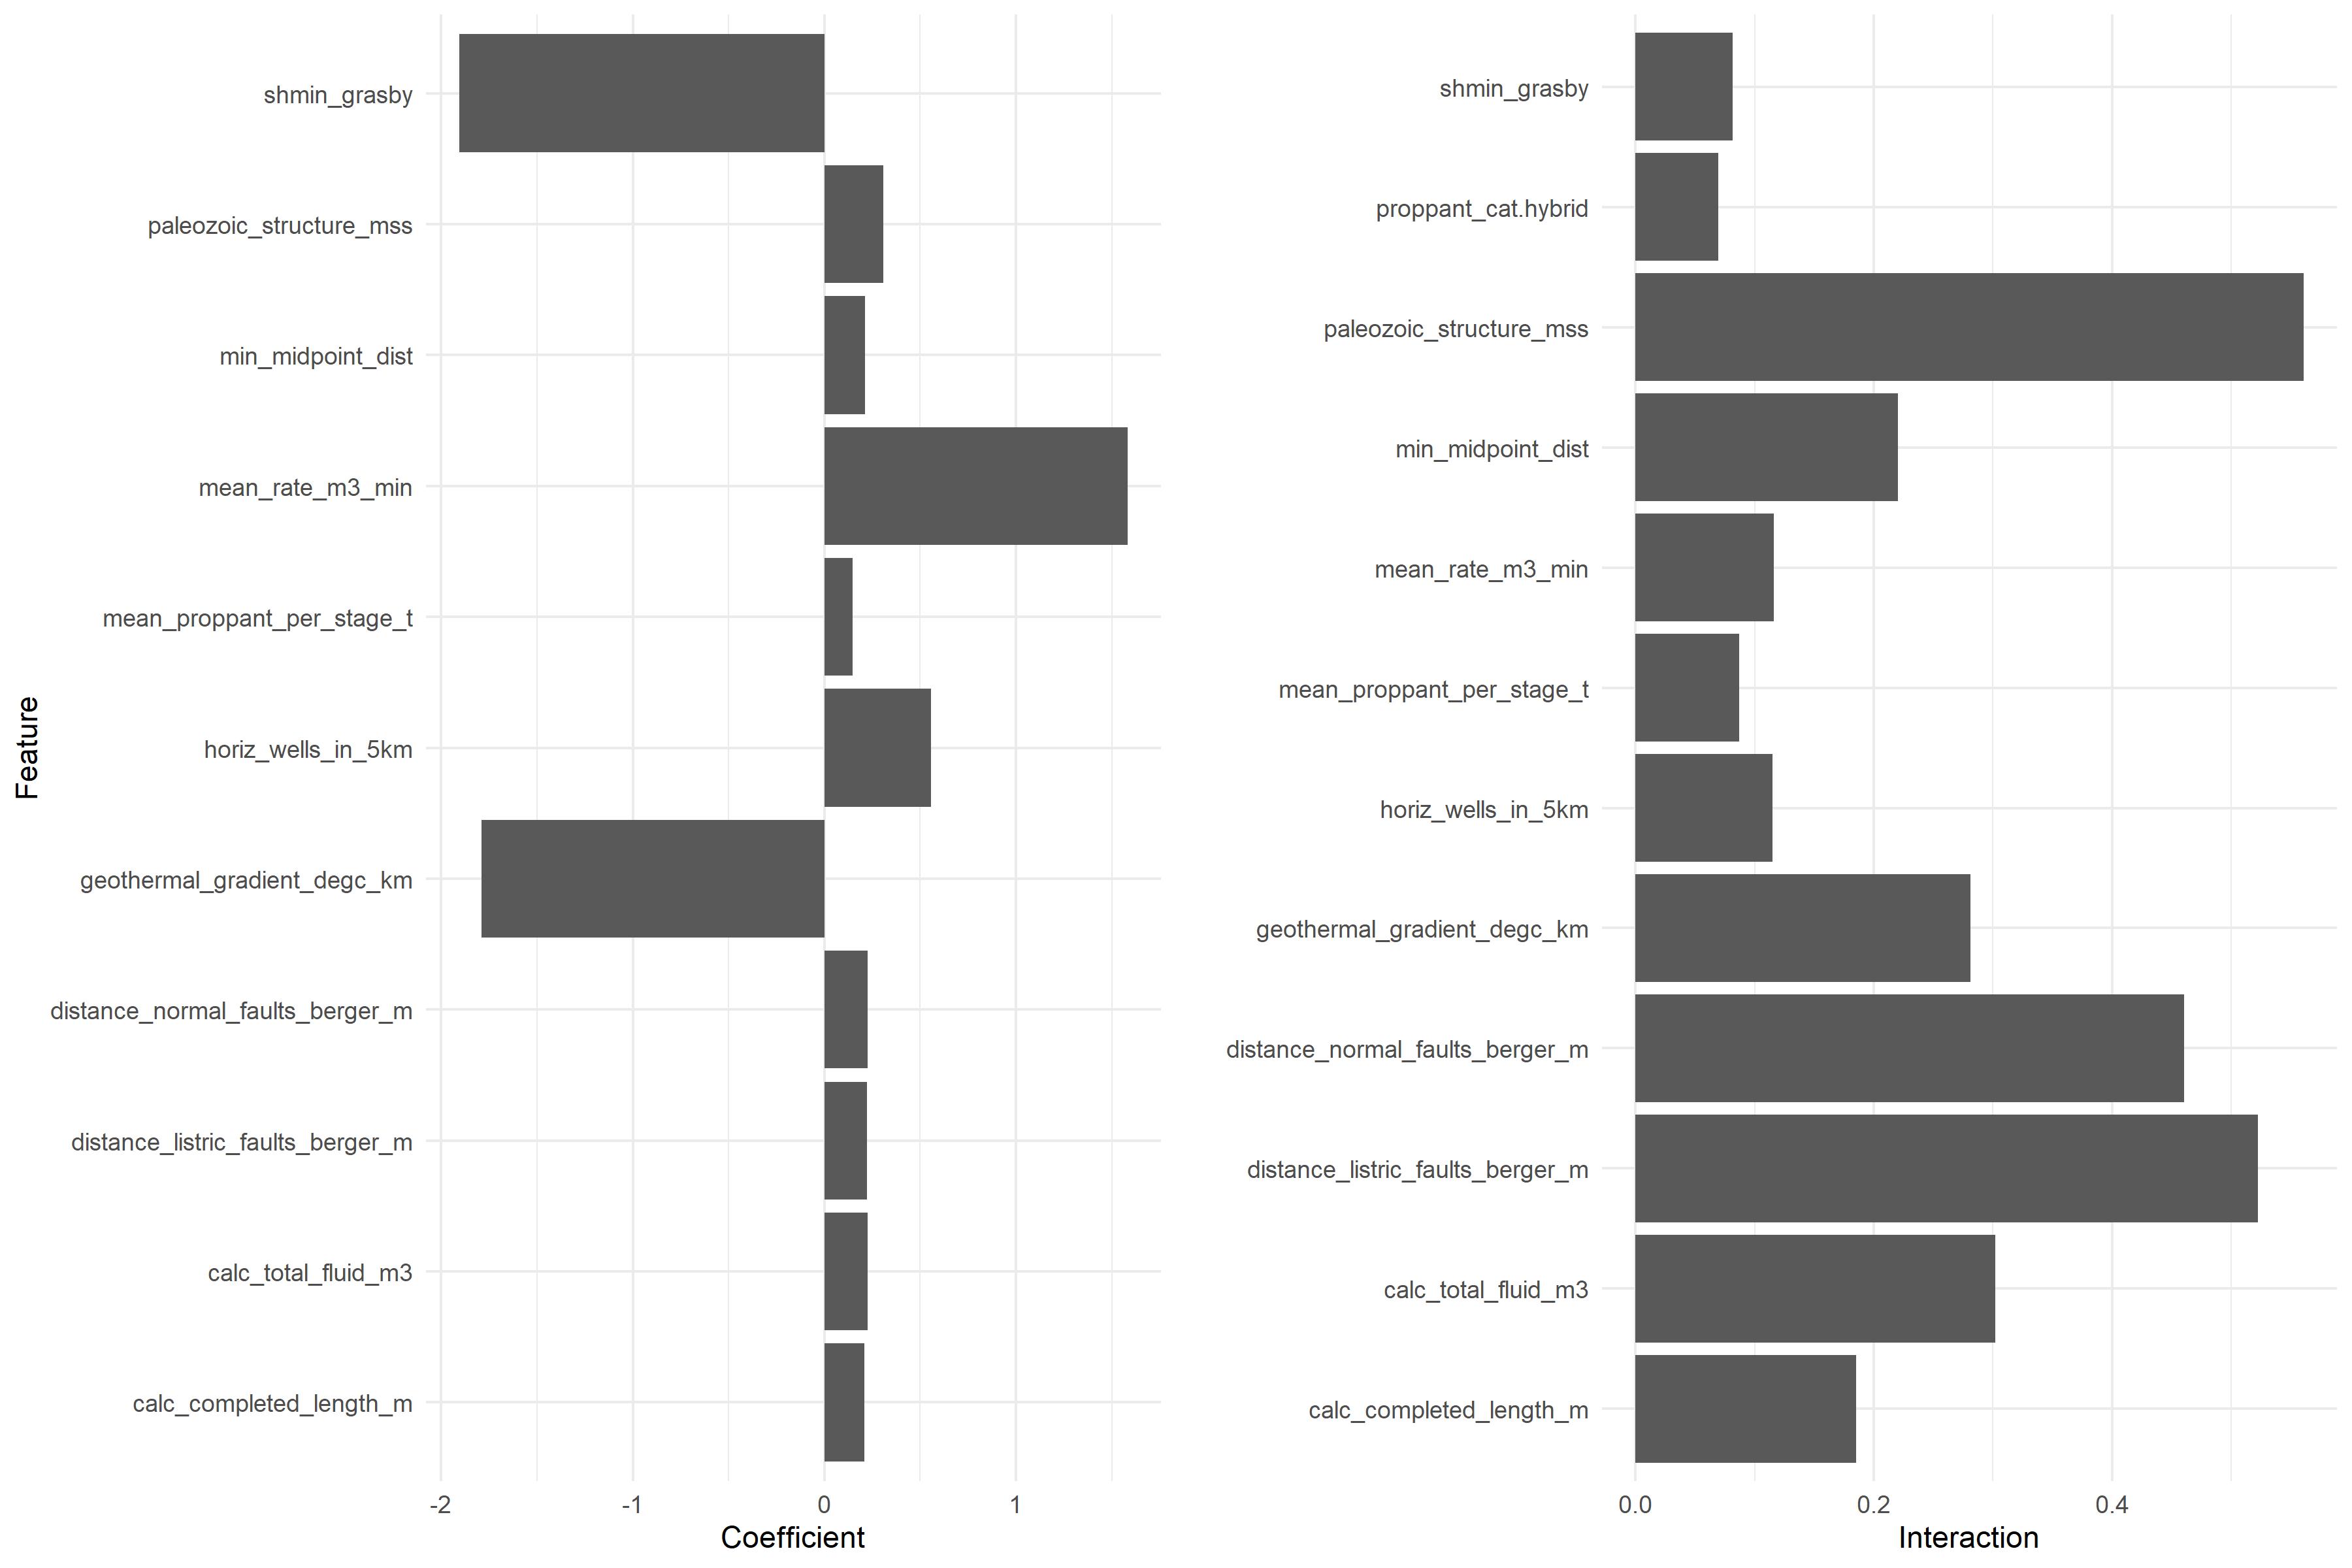 Feature
shmin_grasby
paleozoic_structure_mss
min_midpoint_dist
mean_rate_m3_min
mean_proppant_per_stage_t
horiz_wells_in_5km
geothermal_gradient_degc_km
distance_normal_faults_berger_m
distance_listric_faults_berger_m
calc_total_fluid_m3
calc_completed_length_m
-2 -1 0 1
Coefficient
shmin_grasby
proppant_cat.hybrid
paleozoic_structure_mss
min_midpoint_dist
mean_rate_m3_min
mean_proppant_per_stage_t
horiz_wells_in_5km
geothermal_gradient_degc_km
distance_normal_faults_berger_m
distance_listric_faults_berger_m
calc_total_fluid_m3
calc_completed_length_m
0.0 0.2 0.4
Interaction